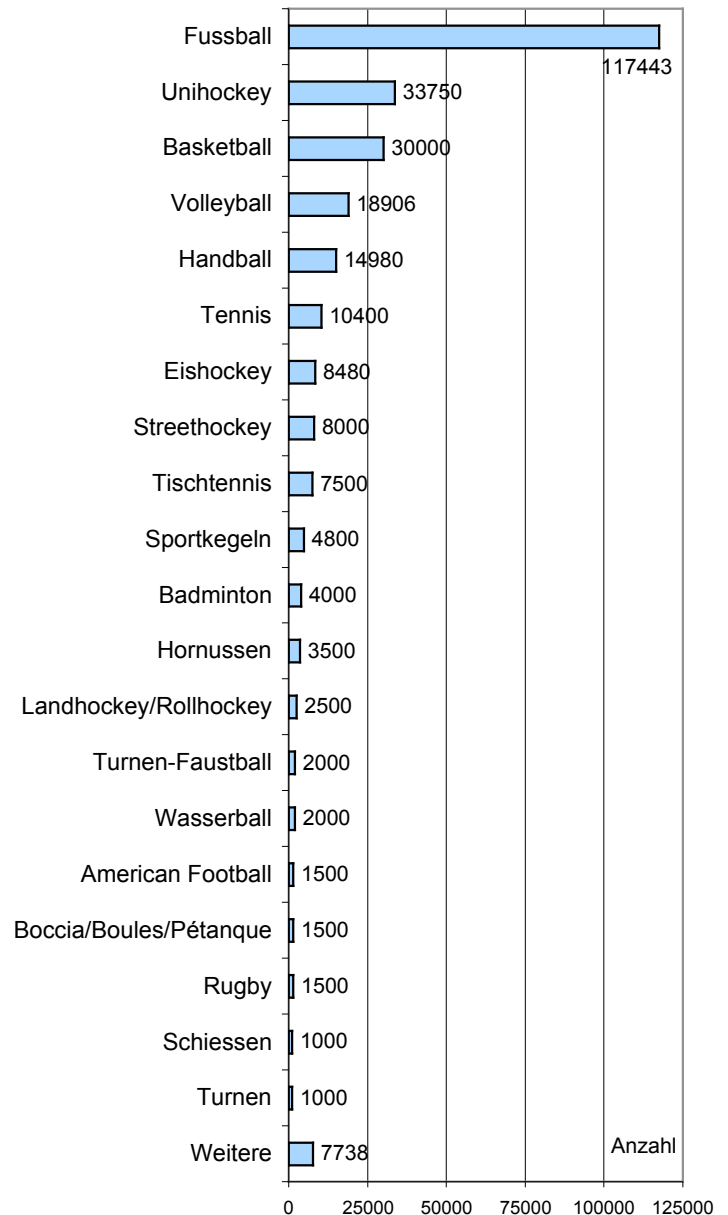 Fussball
117443
Unihockey 33750
Basketball 30000
Volleyball 18906
Handball 14980
Tennis 10400
Eishockey 8480
Streethockey 8000
Tischtennis 7500
Sportkegeln 4800
Badminton 4000
Hornussen 3500
Landhockey/Rollhockey 2500
Turnen-Faustball 2000
Wasserball 2000
American Football 1500
Boccia/Boules/Pétanque 1500
Rugby 1500
Schiessen 1000
Turnen 1000
Weitere 7738 Anzahl
0 25000 50000 75000 100000 125000